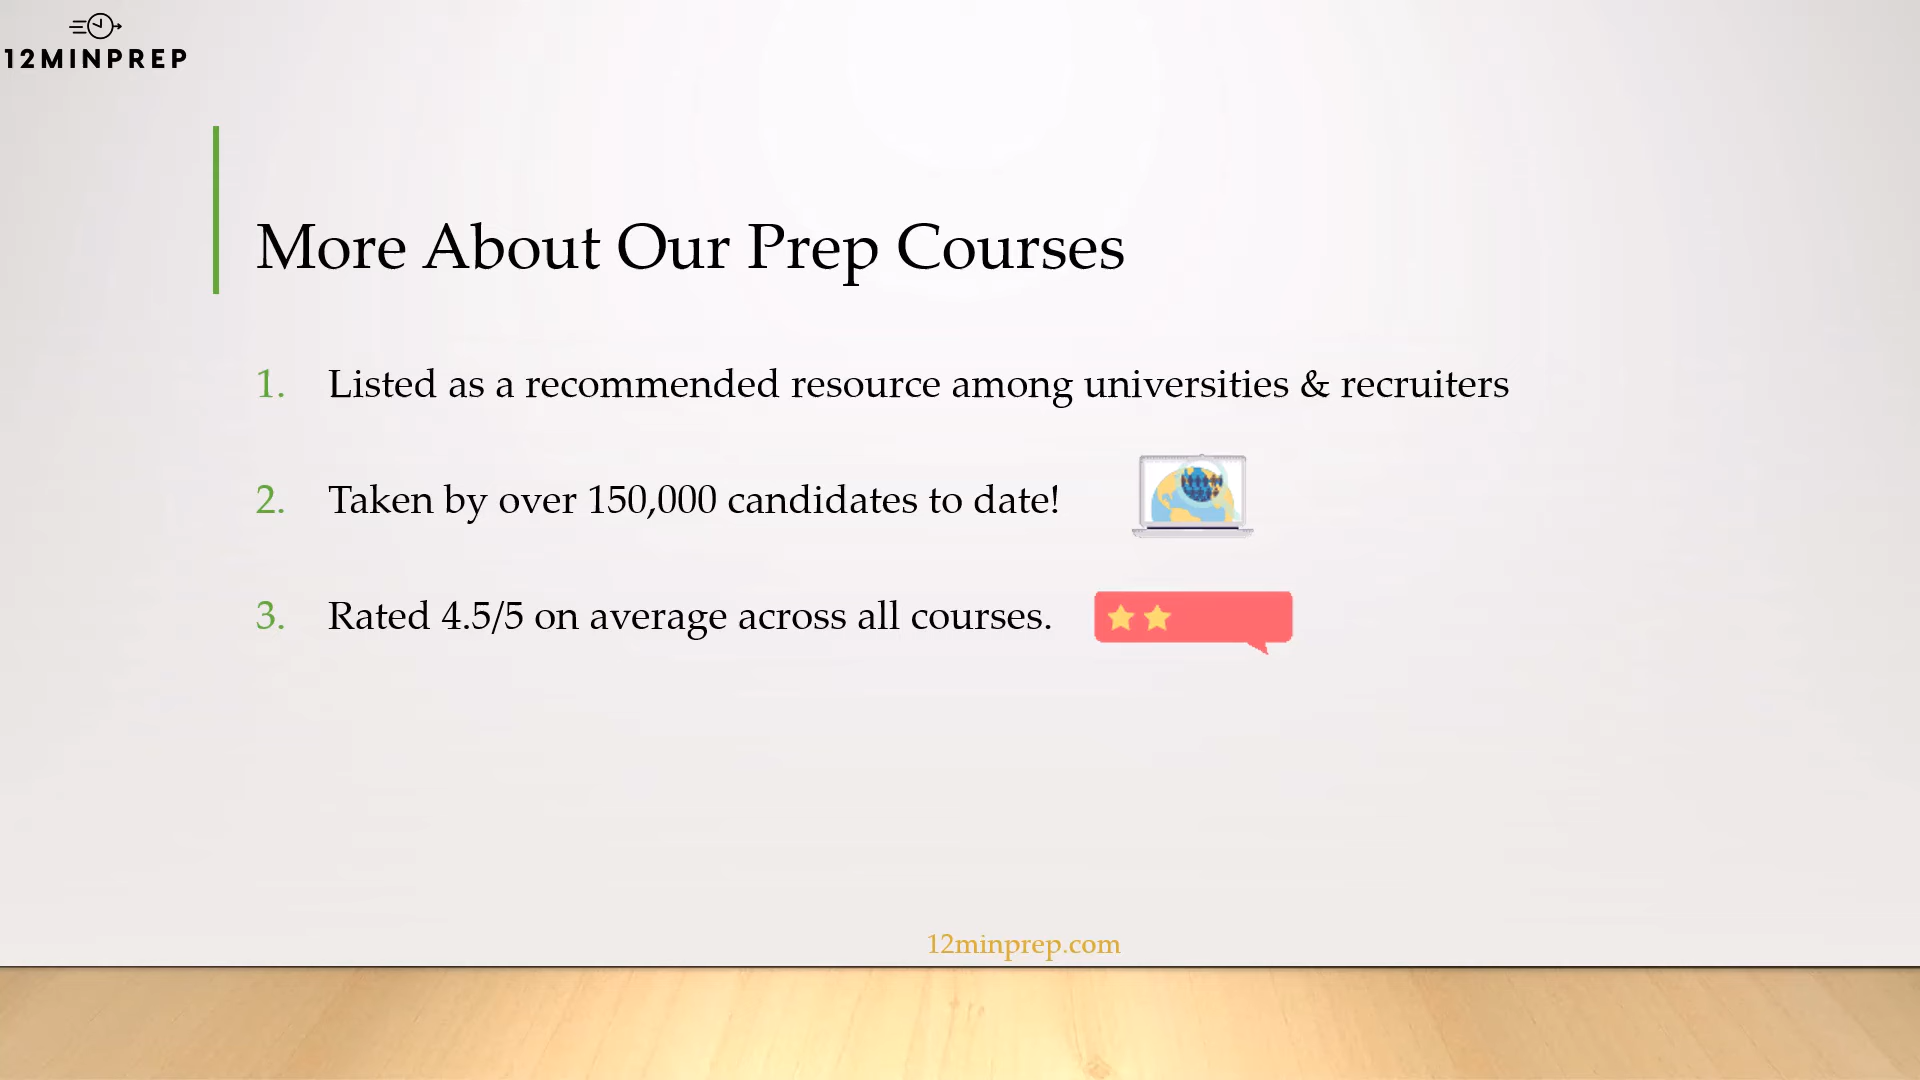 12MINPREP
More About Our Prep Courses
1. Listed as a recommended resource among universities & recruiters
2. Taken by over 150,000 candidates to date!
3. Rated 4.5/5 on average across all courses.
12minprep.com